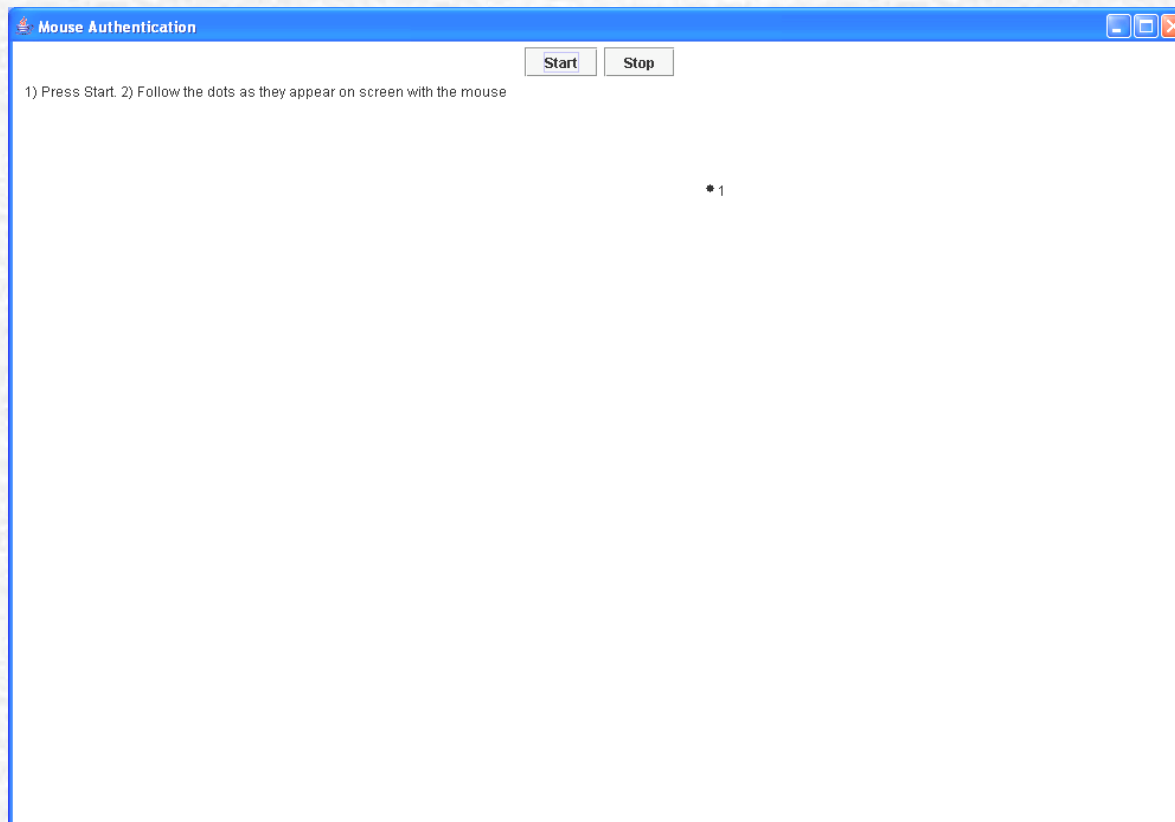 Mouse Authentication
Start Stop
1) Press Start. 2) Follow the dots as they appear on screen with the mouse
1